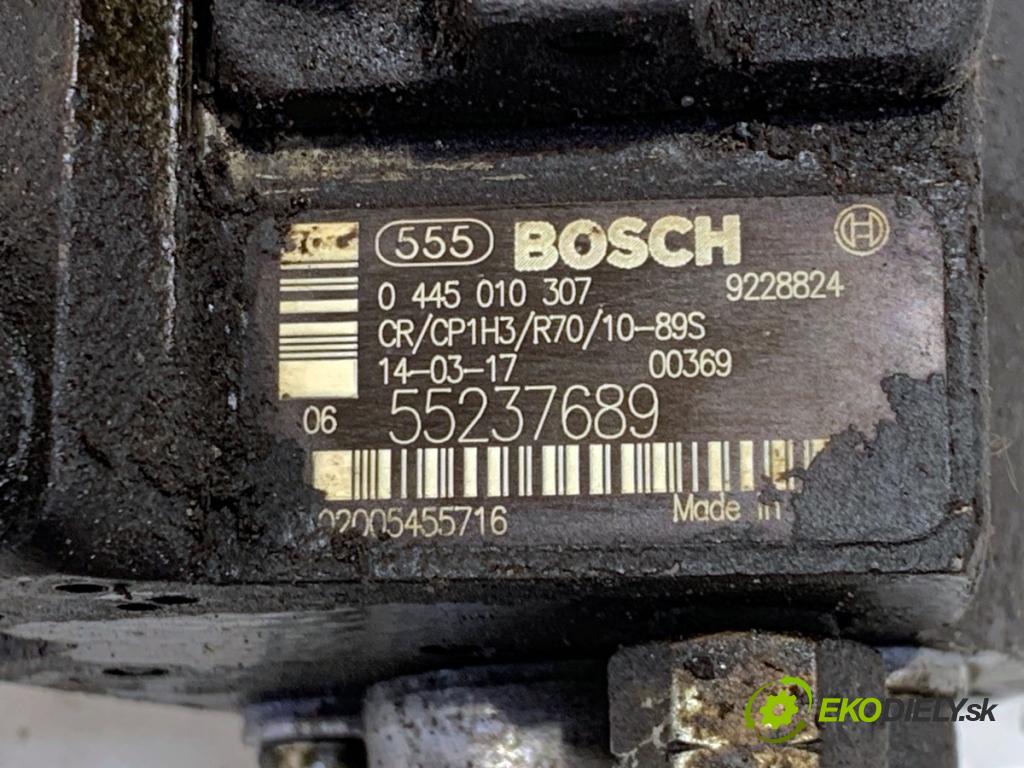 555 BOSCH
0 445 010 307 9228824
CR/CP1H3/R70/10-89S
14-03-17 00369
06 55237689
02005455716 Made in
EKODIELY.sk